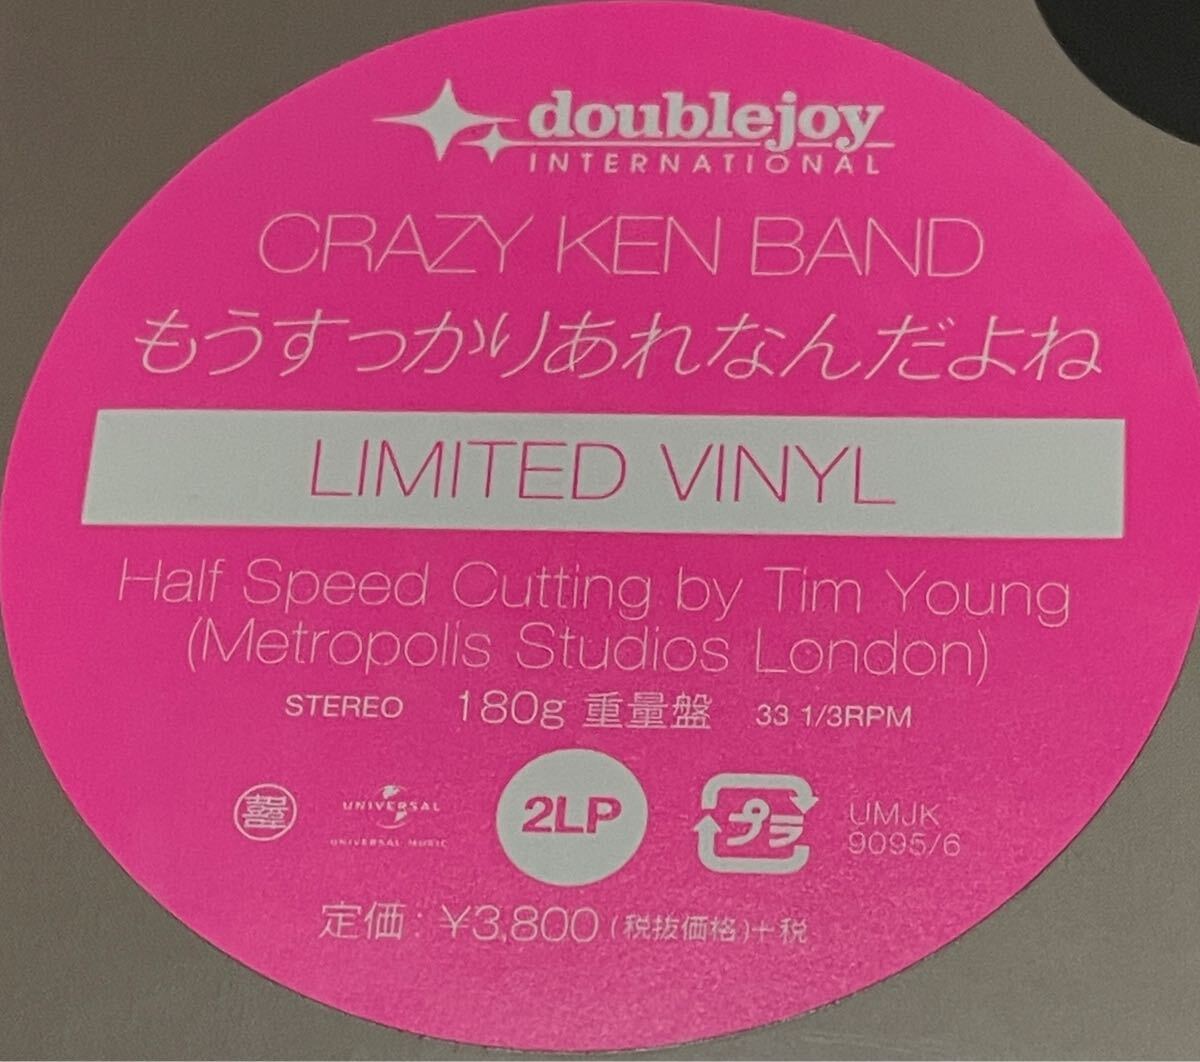 doublejoy
INTERNATIONAL
CRAZY KEN BAND
もうすっかりあれなんだよね
LIMITED VINYL
Half Speed Cutting by Tim Young
(Metropolis Studios London)
STEREO 180g 重量盤 33 1/3RPM
UNIVERSAL
UNIVERSAL MUSIC
2LP
プラ
UMJK
9095/6
定価: ¥3,800 (税抜価格)+税